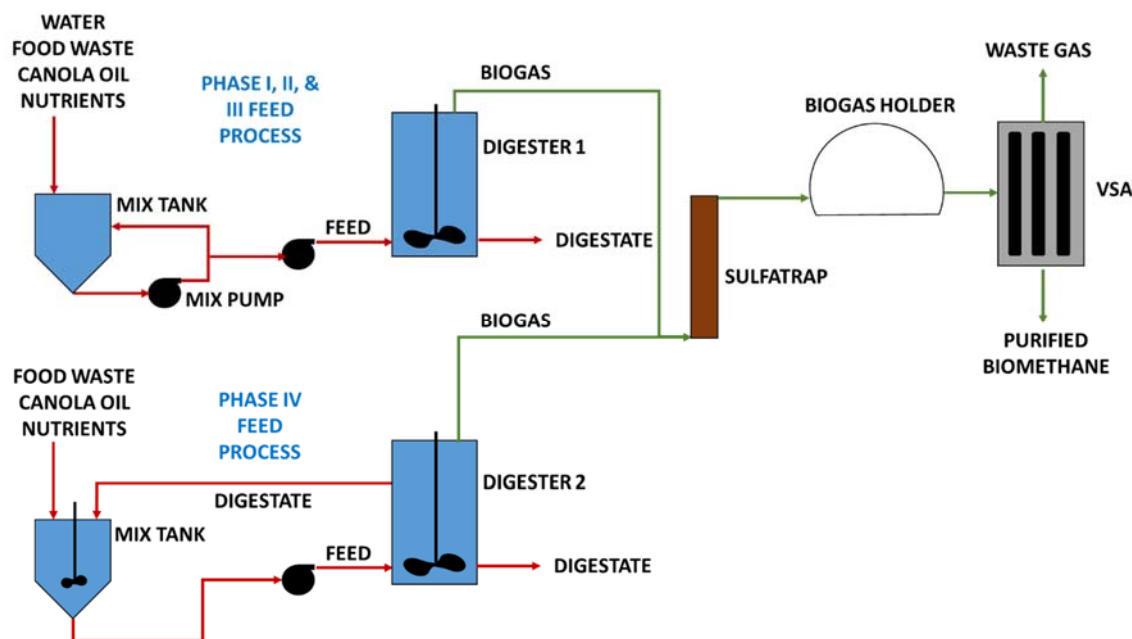 WATER
FOOD WASTE
CANOLA OIL
NUTRIENTS
PHASE I, II, &
III FEED
PROCESS
BIOGAS
DIGESTER 1
MIX TANK
FEED
DIGESTATE
MIX PUMP
BIOGAS
SULFATRAP
BIOGAS HOLDER
WASTE GAS
VSA
PURIFIED
BIOMETHANE
FOOD WASTE
CANOLA OIL
NUTRIENTS
PHASE IV
FEED
PROCESS
DIGESTATE
DIGESTER 2
MIX TANK
FEED
DIGESTATE